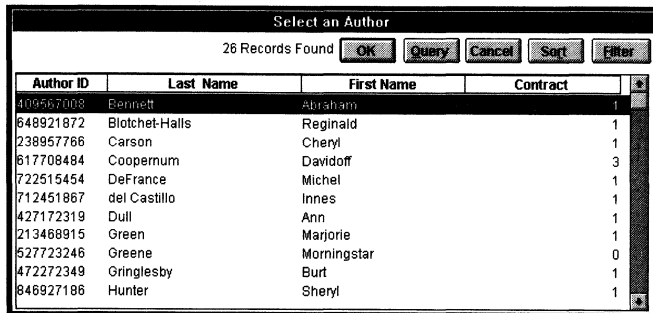 Select an Author
26 Records Found OK Query Cancel Sort Filter
Author ID Last Name First Name Contract
409567008 Bennett Abraham 1
648921872 Blotchet-Halls Reginald 1
238957766 Carson Cheryl 1
617708484 Coopernum Davidoff 3
722515454 DeFrance Michel 1
712451867 del Castillo Innes 1
427172319 Dull Ann 1
213468915 Green Marjorie 1
527723246 Greene Morningstar 0
472272349 Gringlesby Burt 1
846927186 Hunter Sheryl 1